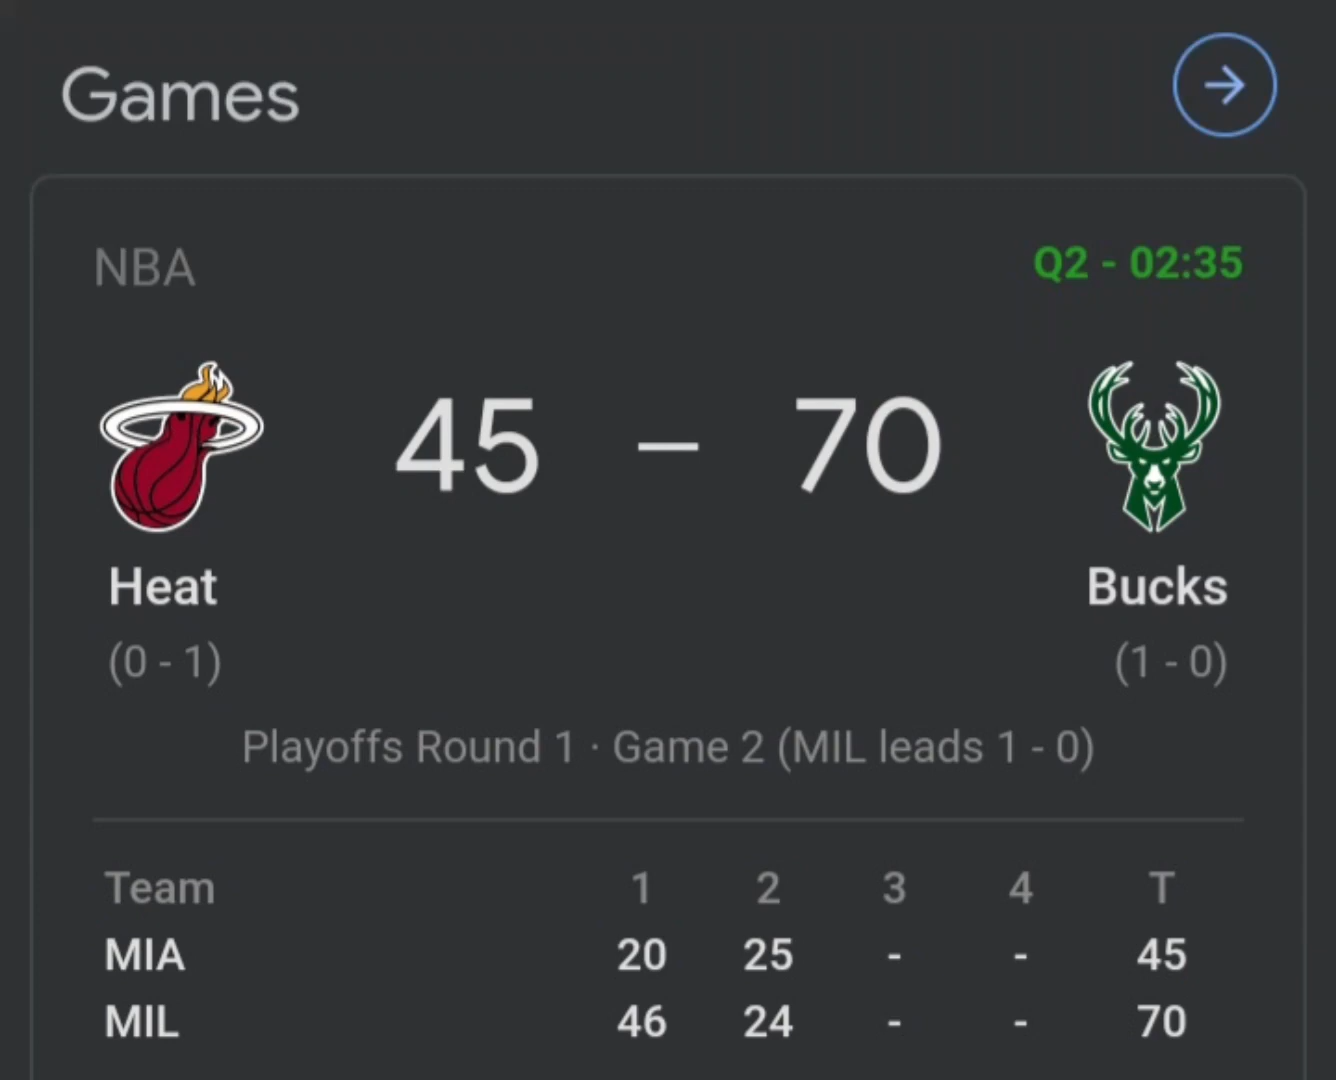 Games
NBA
Q2 - 02:35
45 – 70
Heat
Bucks
(0 - 1)
(1 - 0)
Playoffs Round 1 · Game 2 (MIL leads 1 - 0)
Team 1 2 3 4 T
MIA 20 25 - - 45
MIL 46 24 - - 70